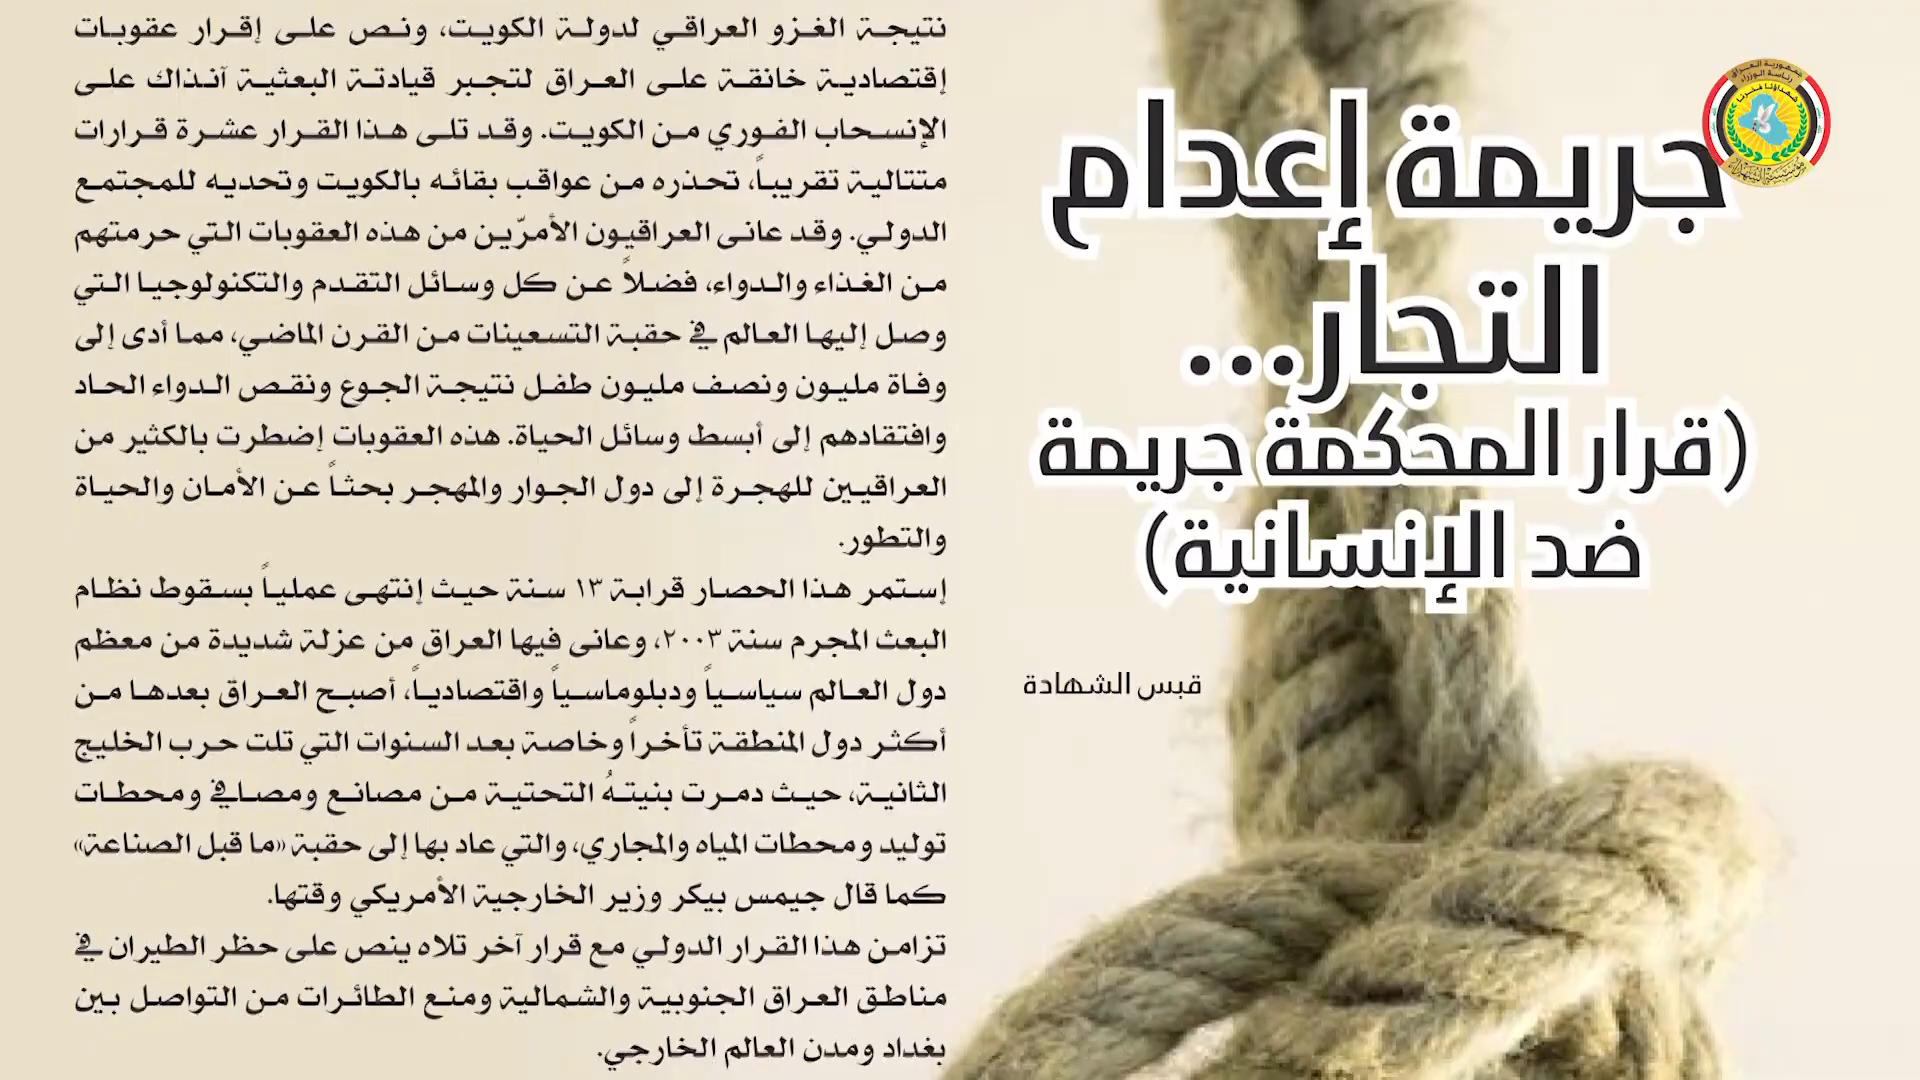 جريمة إعدام
التجار...
(قرار المحكمة جريمة
ضد الإنسانية)
قبس الشهادة
نتيجة الغزو العراقي لدولة الكويت، ونص على إقرار عقوبات
إقتصادية خانقة على العراق لتجبر قيادتة البعثية آنذاك على
الإنسحاب الفوري من الكويت. وقد تلى هذا القرار عشرة قرارات
متتالية تقريباً، تحذره من عواقب بقائه بالكويت وتحديه للمجتمع
الدولي. وقد عانى العراقيون الأمرّين من هذه العقوبات التي حرمتهم
من الغذاء والدواء، فضلاً عن كل وسائل التقدم والتكنولوجيا التي
وصل إليها العالم في حقبة التسعينات من القرن الماضي، مما أدى إلى
وفاة مليون ونصف مليون طفل نتيجة الجوع ونقص الدواء الحاد
وافتقادهم إلى أبسط وسائل الحياة. هذه العقوبات إضطرت بالكثير من
العراقيين للهجرة إلى دول الجوار والمهجر بحثاً عن الأمان والحياة
والتطور.
إستمر هذا الحصار قرابة ١٣ سنة حيث إنتهى عملياً بسقوط نظام
البعث المجرم سنة ٢٠٠٣، وعانى فيها العراق من عزلة شديدة من معظم
دول العالم سياسياً ودبلوماسياً واقتصادياً، أصبح العراق بعدها من
أكثر دول المنطقة تأخراً وخاصة بعد السنوات التي تلت حرب الخليج
الثانية، حيث دمرت بنيتهُ التحتية من مصانع ومصافي ومحطات
توليد ومحطات المياه والمجاري، والتي عاد بها إلى حقبة «ما قبل الصناعة»
كما قال جيمس بيكر وزير الخارجية الأمريكي وقتها.
تزامن هذا القرار الدولي مع قرار آخر تلاه ينص على حظر الطيران في
مناطق العراق الجنوبية والشمالية ومنع الطائرات من التواصل بين
بغداد ومدن العالم الخارجي.
جمهورية العراق
رئاسة الوزراء
شهداؤنا فخرنا
مؤسسة الشهداء